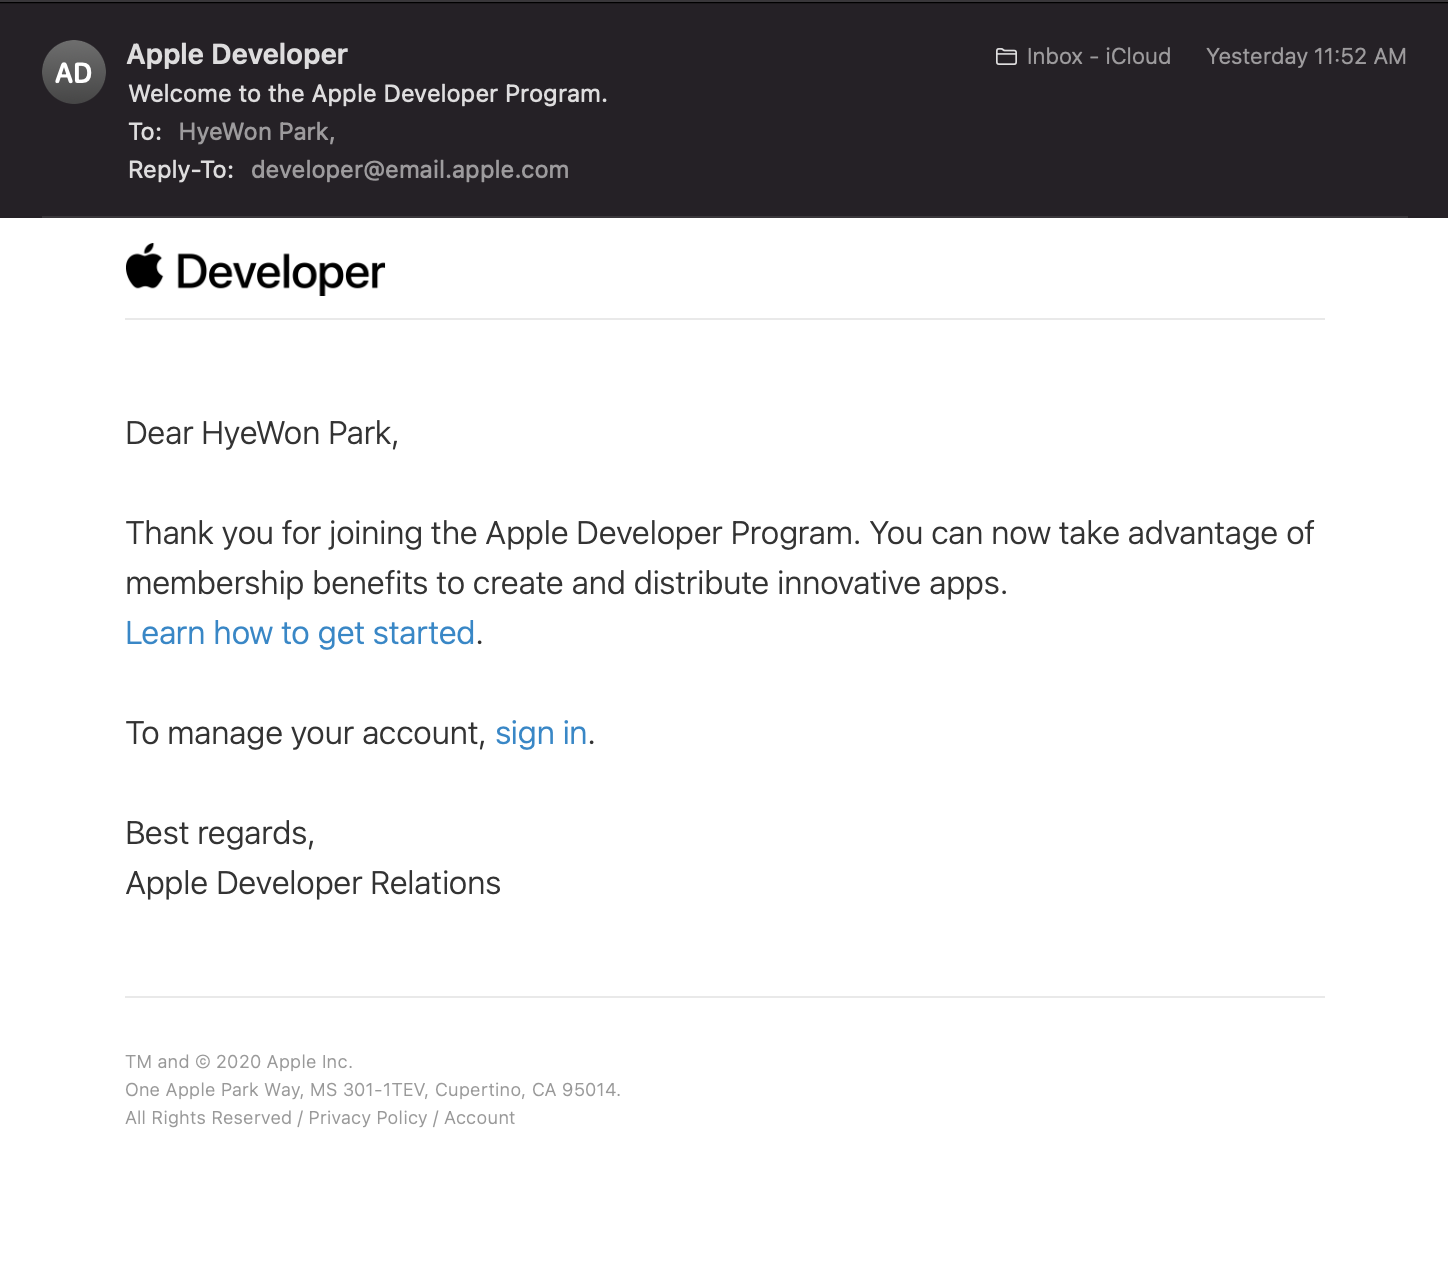 AD
Apple Developer
Inbox - iCloud
Yesterday 11:52 AM
Welcome to the Apple Developer Program.
To: HyeWon Park,
Reply-To: developer@email.apple.com
Developer
Dear HyeWon Park,
Thank you for joining the Apple Developer Program. You can now take advantage of
membership benefits to create and distribute innovative apps.
Learn how to get started.
To manage your account, sign in.
Best regards,
Apple Developer Relations
TM and © 2020 Apple Inc.
One Apple Park Way, MS 301-1TEV, Cupertino, CA 95014.
All Rights Reserved / Privacy Policy / Account